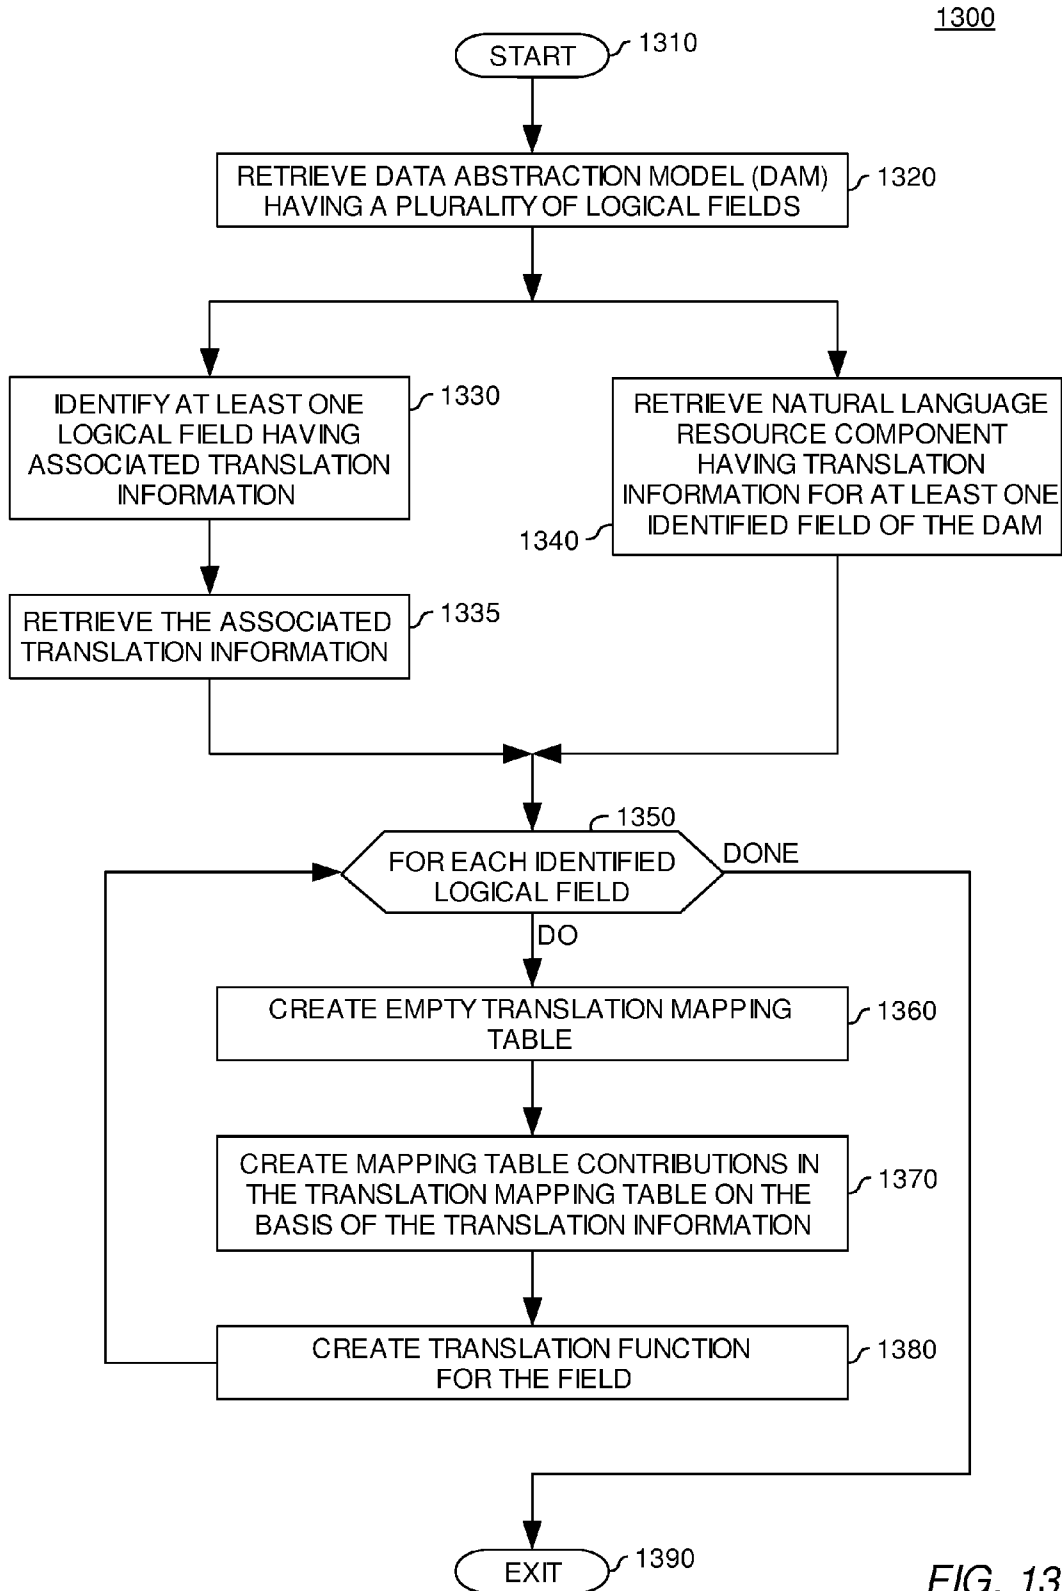 1300
START
1310
RETRIEVE DATA ABSTRACTION MODEL (DAM)
HAVING A PLURALITY OF LOGICAL FIELDS
1320
IDENTIFY AT LEAST ONE
LOGICAL FIELD HAVING
ASSOCIATED TRANSLATION
INFORMATION
1330
RETRIEVE NATURAL LANGUAGE
RESOURCE COMPONENT
HAVING TRANSLATION
INFORMATION FOR AT LEAST ONE
IDENTIFIED FIELD OF THE DAM
1340
RETRIEVE THE ASSOCIATED
TRANSLATION INFORMATION
1335
1350
FOR EACH IDENTIFIED
LOGICAL FIELD
DONE
DO
CREATE EMPTY TRANSLATION MAPPING
TABLE
1360
CREATE MAPPING TABLE CONTRIBUTIONS IN
THE TRANSLATION MAPPING TABLE ON THE
BASIS OF THE TRANSLATION INFORMATION
1370
CREATE TRANSLATION FUNCTION
FOR THE FIELD
1380
EXIT
1390
FIG. 13